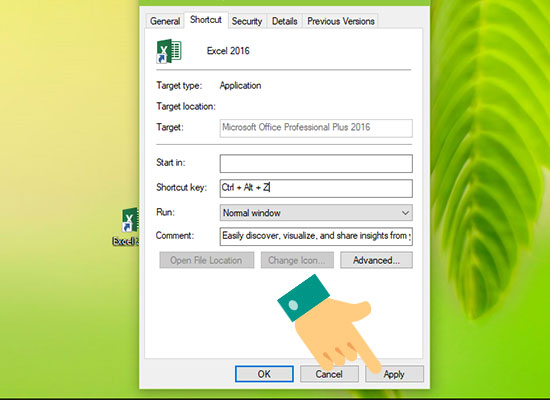 General Shortcut Security Details Previous Versions
Excel 2016
Target type: Application
Target location:
Target: Microsoft Office Professional Plus 2016
Start in:
Shortcut key: Ctrl + Alt + Z
Run: Normal window
Comment: Easily discover, visualize, and share insights from
Excel
Open File Location Change Icon... Advanced...
OK Cancel Apply